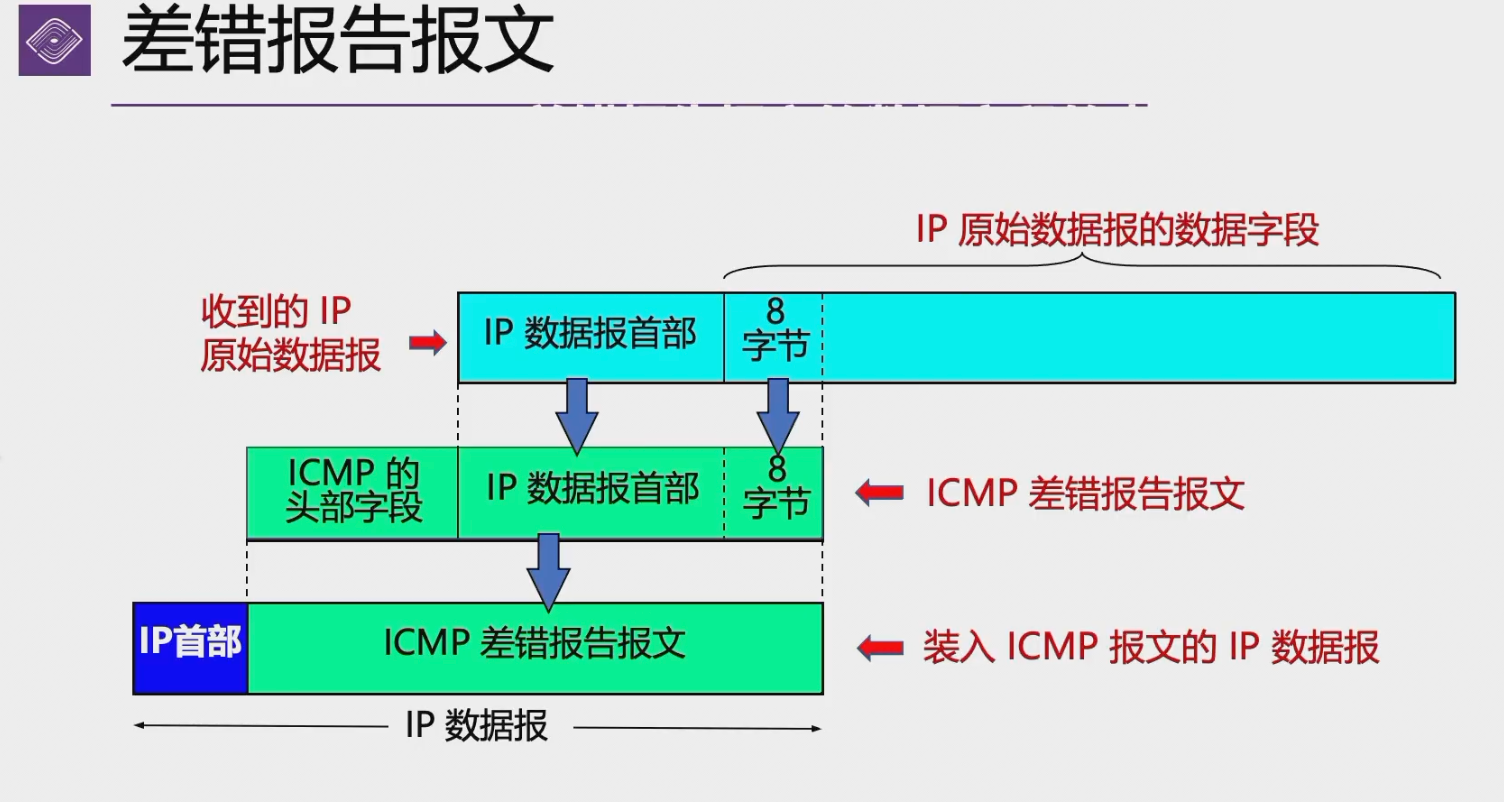 差错报告报文
IP 原始数据报的数据字段
收到的 IP
原始数据报
IP 数据报首部
8
字节
ICMP 的
头部字段
IP 数据报首部
8
字节
ICMP 差错报告报文
IP首部
ICMP 差错报告报文
装入 ICMP 报文的 IP 数据报
IP 数据报